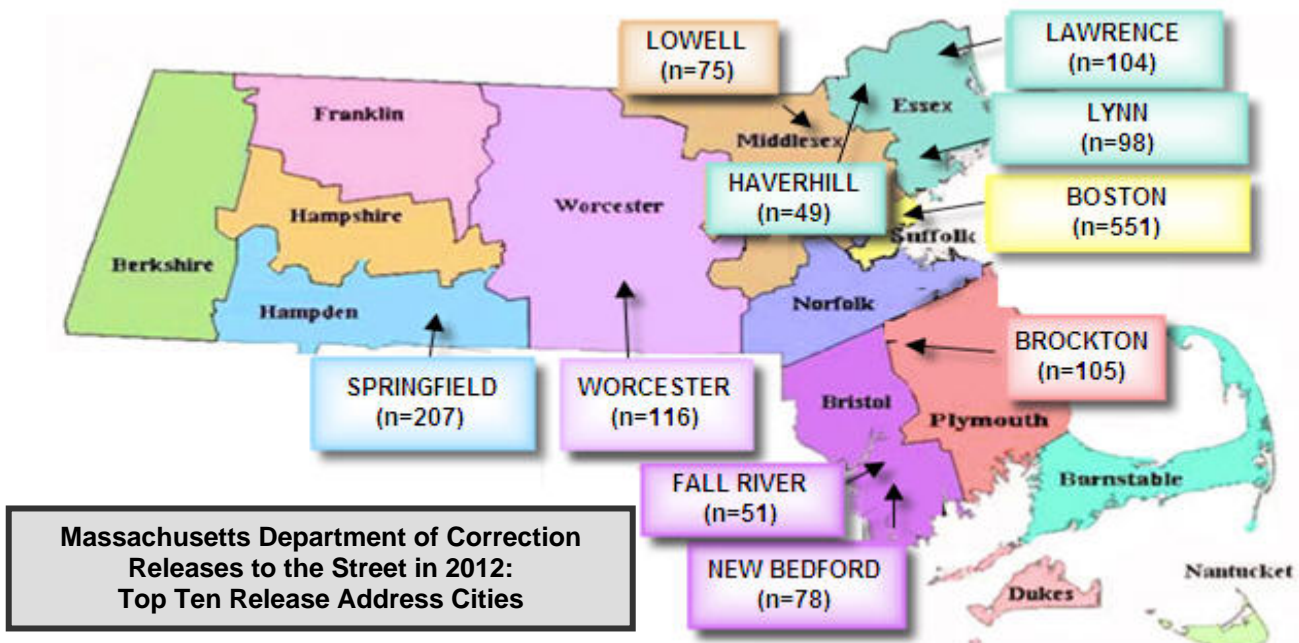 LOWELL
(n=75)
LAWRENCE
(n=104)
Essex
LYNN
(n=98)
Franklin
Middlesex
HAVERHILL
(n=49)
BOSTON
(n=551)
Suffolk
Hampshire
Worcester
Berkshire
Hampden
Norfolk
SPRINGFIELD
(n=207)
WORCESTER
(n=116)
BROCKTON
(n=105)
Bristol
Plymouth
Barnstable
FALL RIVER
(n=51)
NEW BEDFORD
(n=78)
Dukes
Nantucket
Massachusetts Department of Correction
Releases to the Street in 2012:
Top Ten Release Address Cities